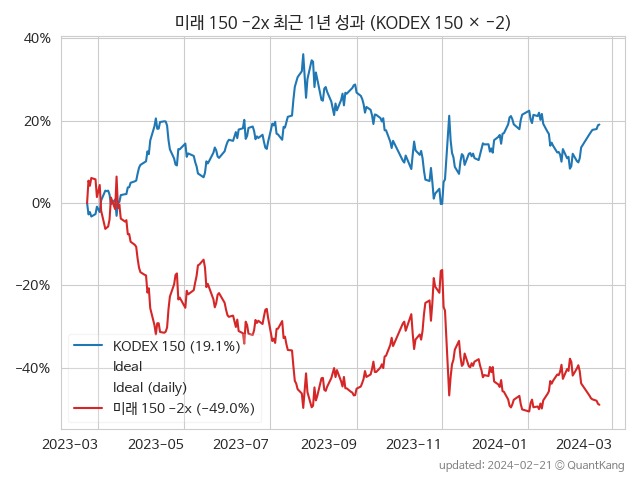 미래 150 −2x 최근 1년 성과 (KODEX 150 × −2)
40%
20%
0%
−20%
−40%
KODEX 150 (19.1%)
Ideal
Ideal (daily)
미래 150 −2x (−49.0%)
2023-03 2023-05 2023-07 2023-09 2023-11 2024-01 2024-03
updated: 2024-02-21 © QuantKang